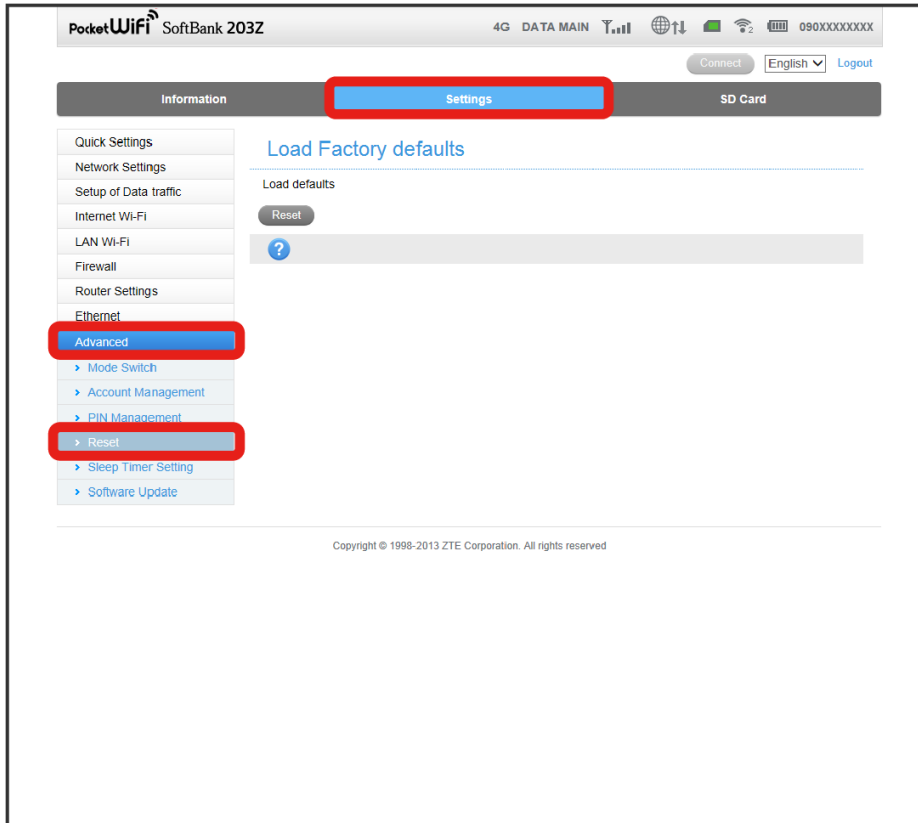 PocketWiFi SoftBank 203Z
4G DATA MAIN 2 090XXXXXXXX
Connect English Logout
Information Settings SD Card
Quick Settings
Network Settings
Setup of Data traffic
Internet Wi-Fi
LAN Wi-Fi
Firewall
Router Settings
Ethernet
Advanced
Mode Switch
Account Management
PIN Management
Reset
Sleep Timer Setting
Software Update
Load Factory defaults
Load defaults
Reset
?
Copyright © 1998-2013 ZTE Corporation. All rights reserved